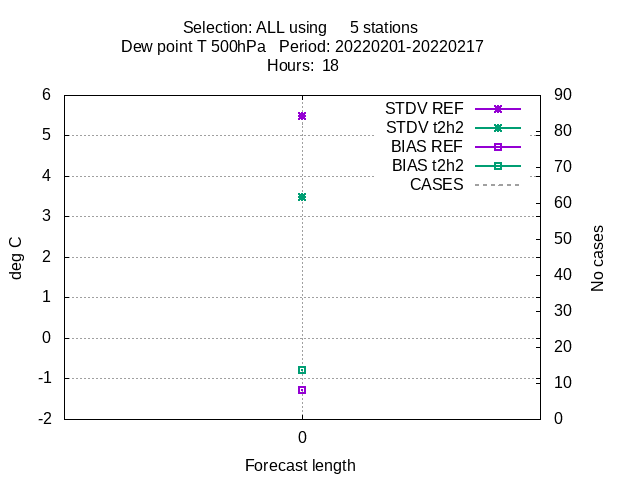 Selection: ALL using     5 stations
Dew point T 500hPa   Period: 20220201-20220217
Hours:  18
STDV REF
STDV t2h2
BIAS REF
BIAS t2h2
CASES
6
5
4
3
2
1
0
-1
-2
deg C
90
80
70
60
50
40
30
20
10
0
No cases
0
Forecast length